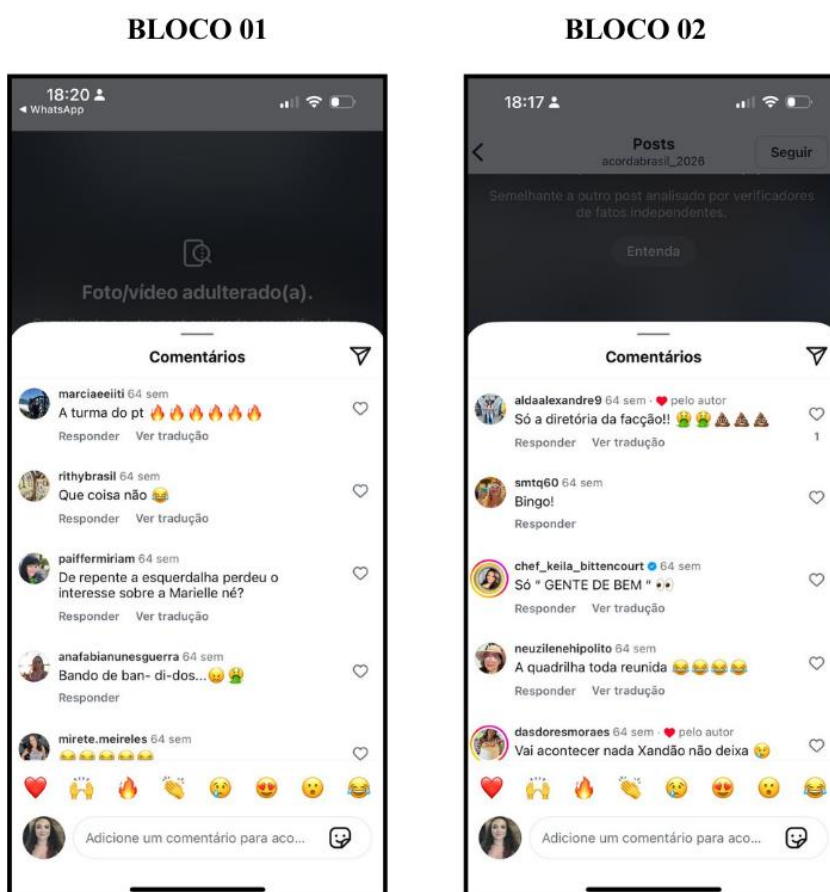 BLOCO 01
18:20
◄ WhatsApp
Foto/vídeo adulterado(a).
Comentários
marciaeeiiti 64 sem
A turma do pt 🔥🔥🔥🔥🔥🔥
Responder Ver tradução
rithybrasil 64 sem
Que coisa não 😂
Responder Ver tradução
paiffermiriam 64 sem
De repente a esquerdalha perdeu o
interesse sobre a Marielle né?
Responder Ver tradução
anafabianunesguerra 64 sem
Bando de ban- di-dos...😖🤮
Responder
mirete.meireles 64 sem
😂😂😂😂😂
❤️ 🙌 🔥 👏 😢 😍 😮 😂
Adicione um comentário para aco...
BLOCO 02
18:17
Posts
acordabrasil_2026
Seguir
Semelhante a outro post analisado por verificadores
de fatos independentes.
Entenda
Comentários
aldaalexandre9 64 sem · ❤️ pelo autor
Só a diretória da facção!! 🤮🤮💩💩💩
1
Responder Ver tradução
smtq60 64 sem
Bingo!
Responder
chef_keila_bittencourt 64 sem
Só " GENTE DE BEM " 👀
Responder Ver tradução
neuzilenehipolito 64 sem
A quadrilha toda reunida 😂😂😂😂
Responder Ver tradução
dasdoresmoraes 64 sem · ❤️ pelo autor
Vai acontecer nada Xandão não deixa 😢
❤️ 🙌 🔥 👏 😢 😍 😮 😂
Adicione um comentário para aco...